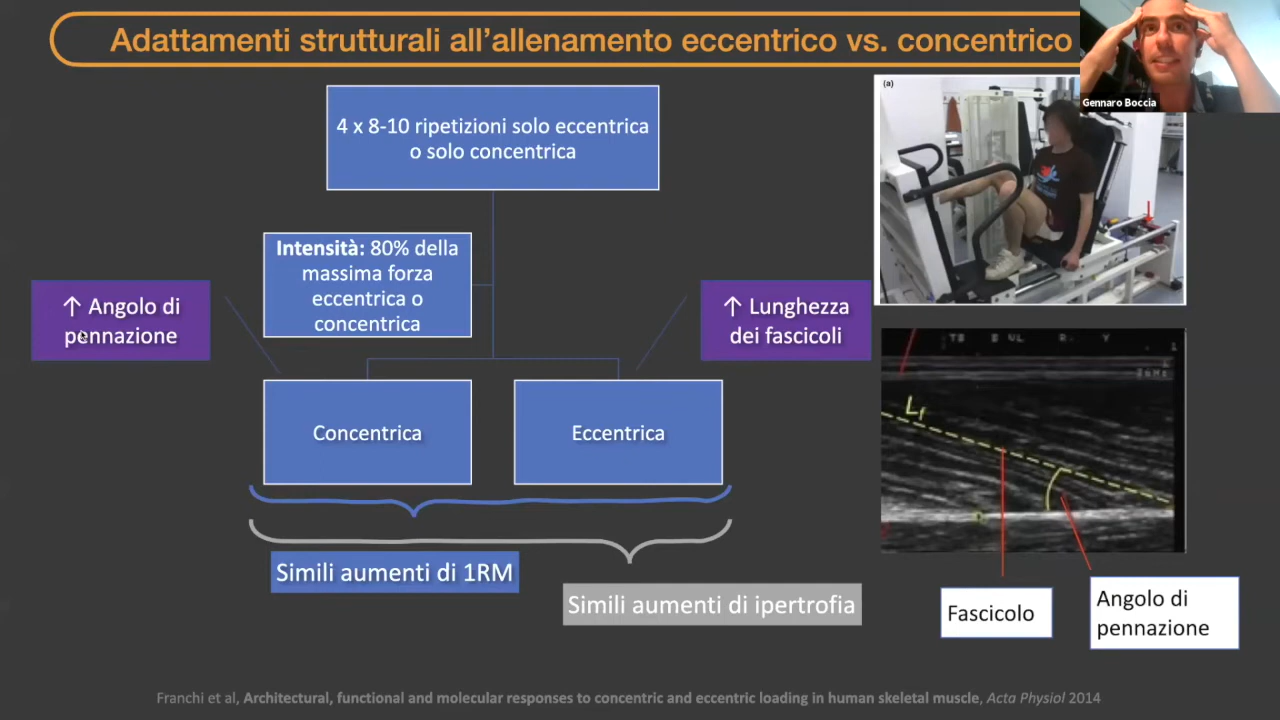 Adattamenti strutturali all'allenamento eccentrico vs. concentrico
Gennaro Boccia
4 x 8-10 ripetizioni solo eccentrica
o solo concentrica
Intensità: 80% della
massima forza
eccentrica o
concentrica
↑ Angolo di
pennazione
↑ Lunghezza
dei fascicoli
Concentrica
Eccentrica
Simili aumenti di 1RM
Simili aumenti di ipertrofia
(a)
Lf
Fascicolo
Angolo di
pennazione
Franchi et al, Architectural, functional and molecular responses to concentric and eccentric loading in human skeletal muscle, Acta Physiol 2014